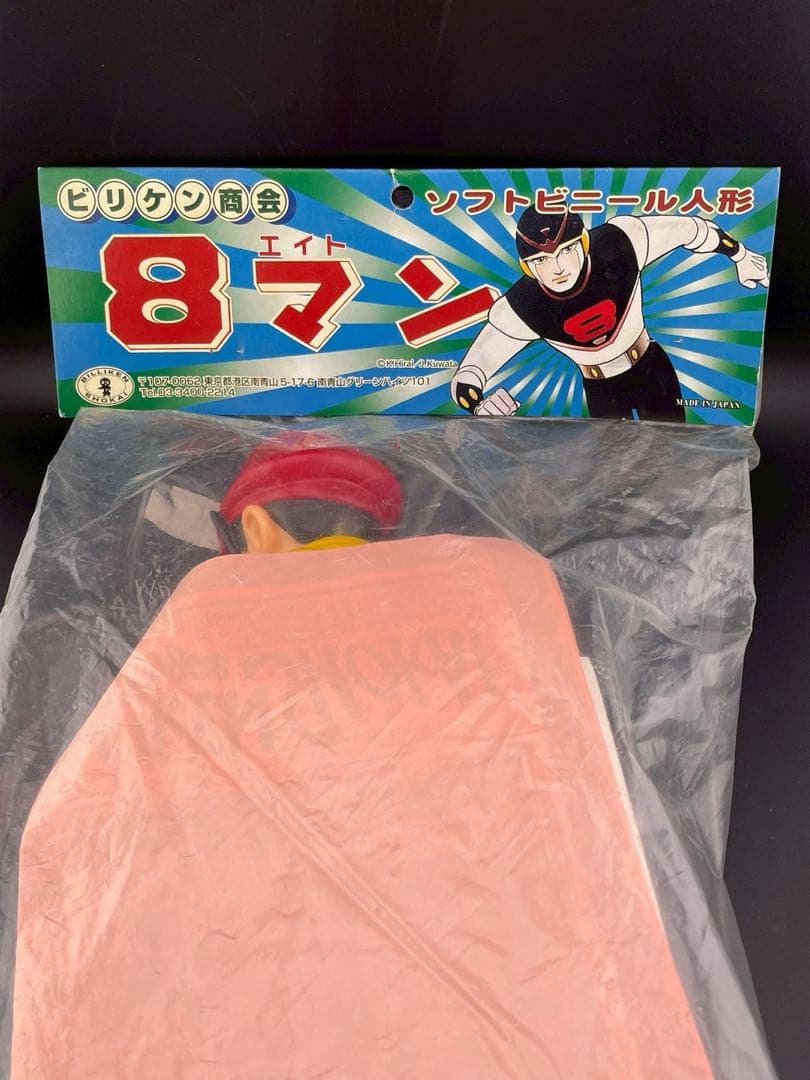 ビリケン商会
ソフトビニール人形
エイト
8マン
©K.Hirai/J.Kuwata
BILLIKEN SHOKAI
〒107-0062 東京都港区南青山5-17-6 南青山グリーンハイツ101
Tel.03-3400-2214
MADE IN JAPAN
8